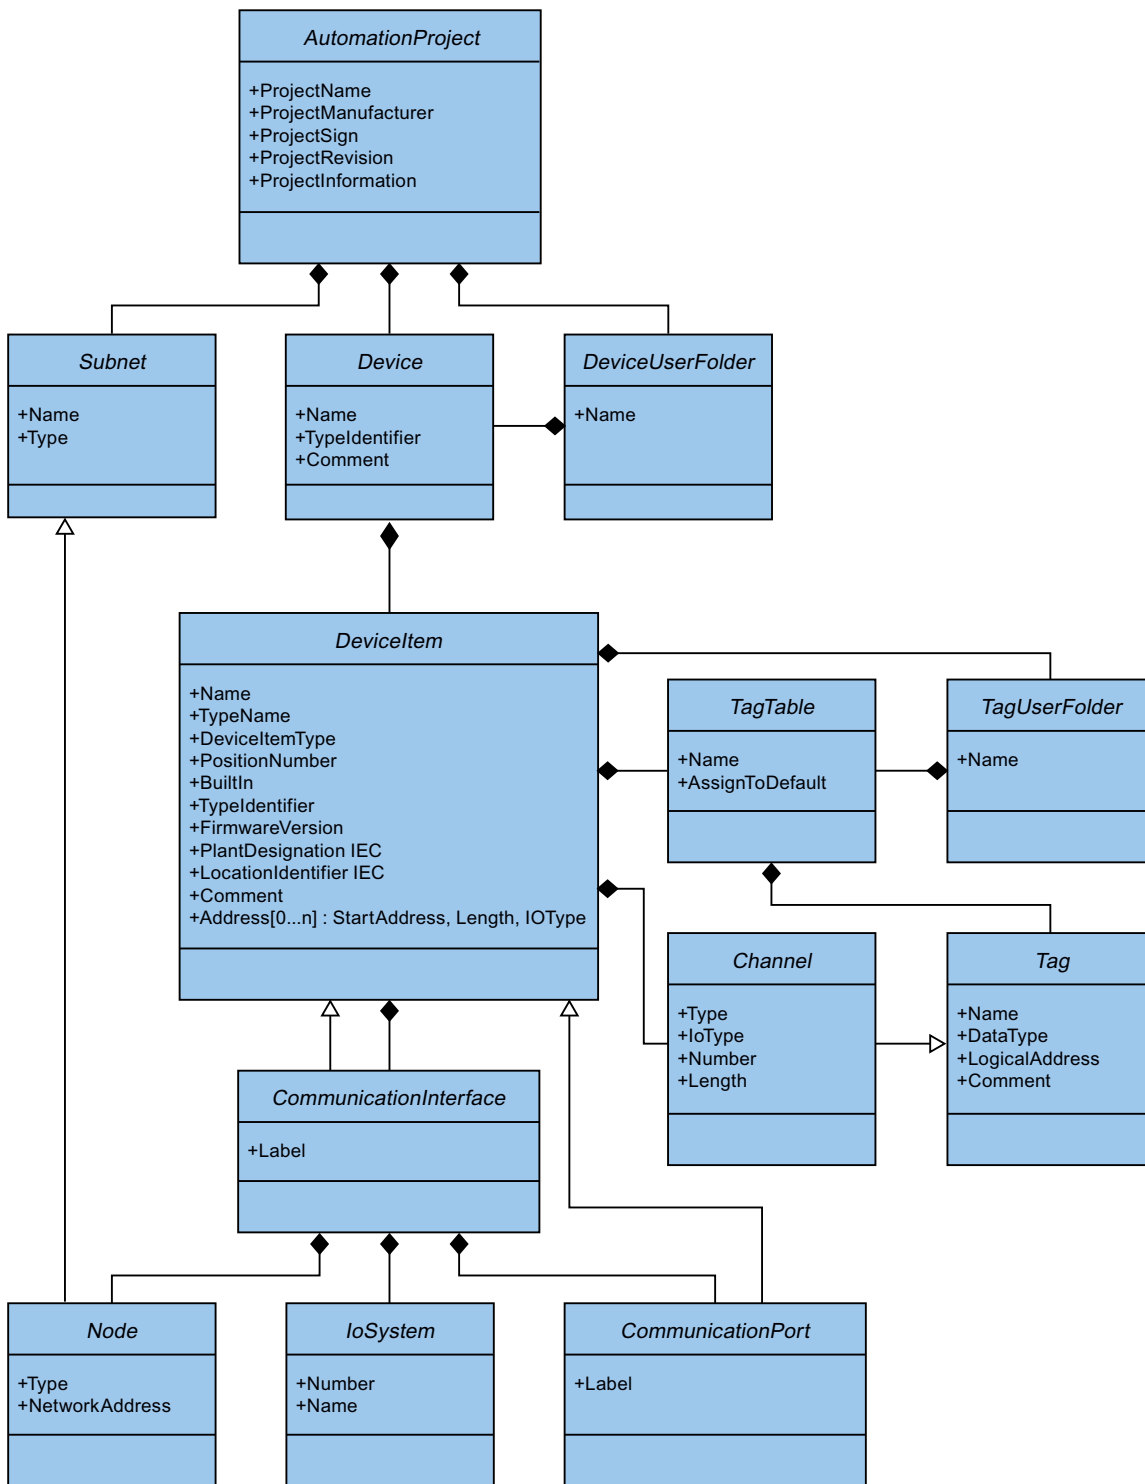 AutomationProject
+ProjectName
+ProjectManufacturer
+ProjectSign
+ProjectRevision
+ProjectInformation
Subnet
+Name
+Type
Device
+Name
+TypeIdentifier
+Comment
DeviceUserFolder
+Name
DeviceItem
+Name
+TypeName
+DeviceItemType
+PositionNumber
+BuiltIn
+TypeIdentifier
+FirmwareVersion
+PlantDesignation IEC
+LocationIdentifier IEC
+Comment
+Address[0...n] : StartAddress, Length, IOType
TagTable
+Name
+AssignToDefault
TagUserFolder
+Name
Channel
+Type
+IoType
+Number
+Length
Tag
+Name
+DataType
+LogicalAddress
+Comment
CommunicationInterface
+Label
Node
+Type
+NetworkAddress
IoSystem
+Number
+Name
CommunicationPort
+Label